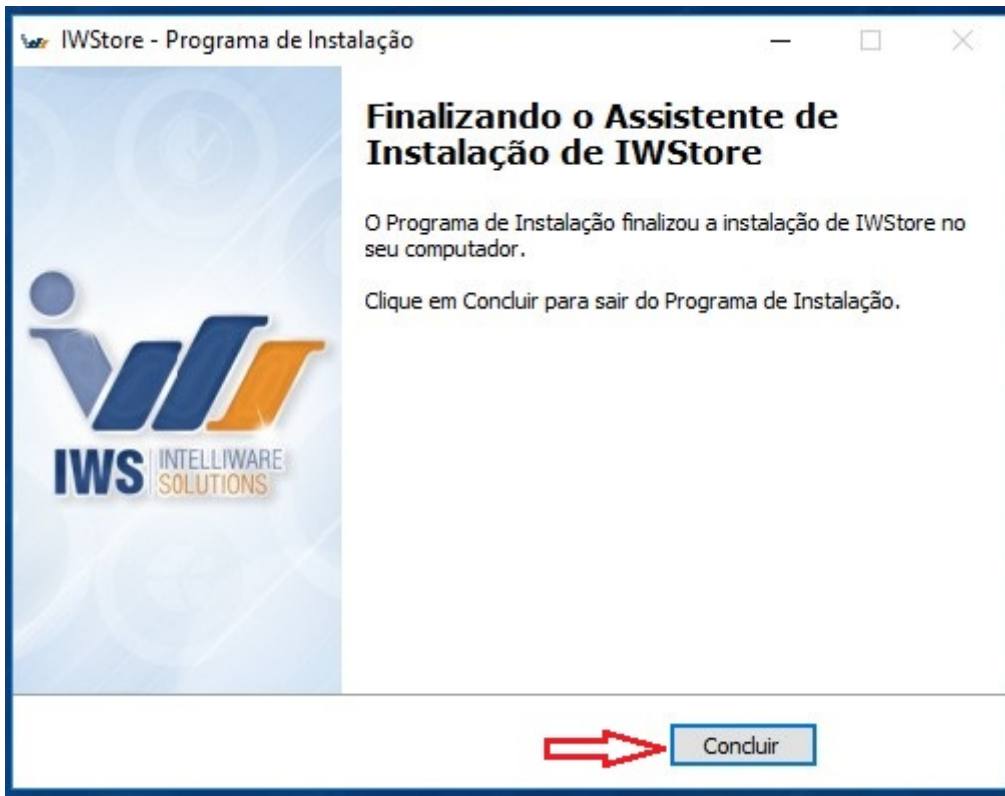 IWStore - Programa de Instalação
Finalizando o Assistente de
Instalação de IWStore
O Programa de Instalação finalizou a instalação de IWStore no
seu computador.
Clique em Concluir para sair do Programa de Instalação.
IWS INTELLIWARE
SOLUTIONS
Concluir